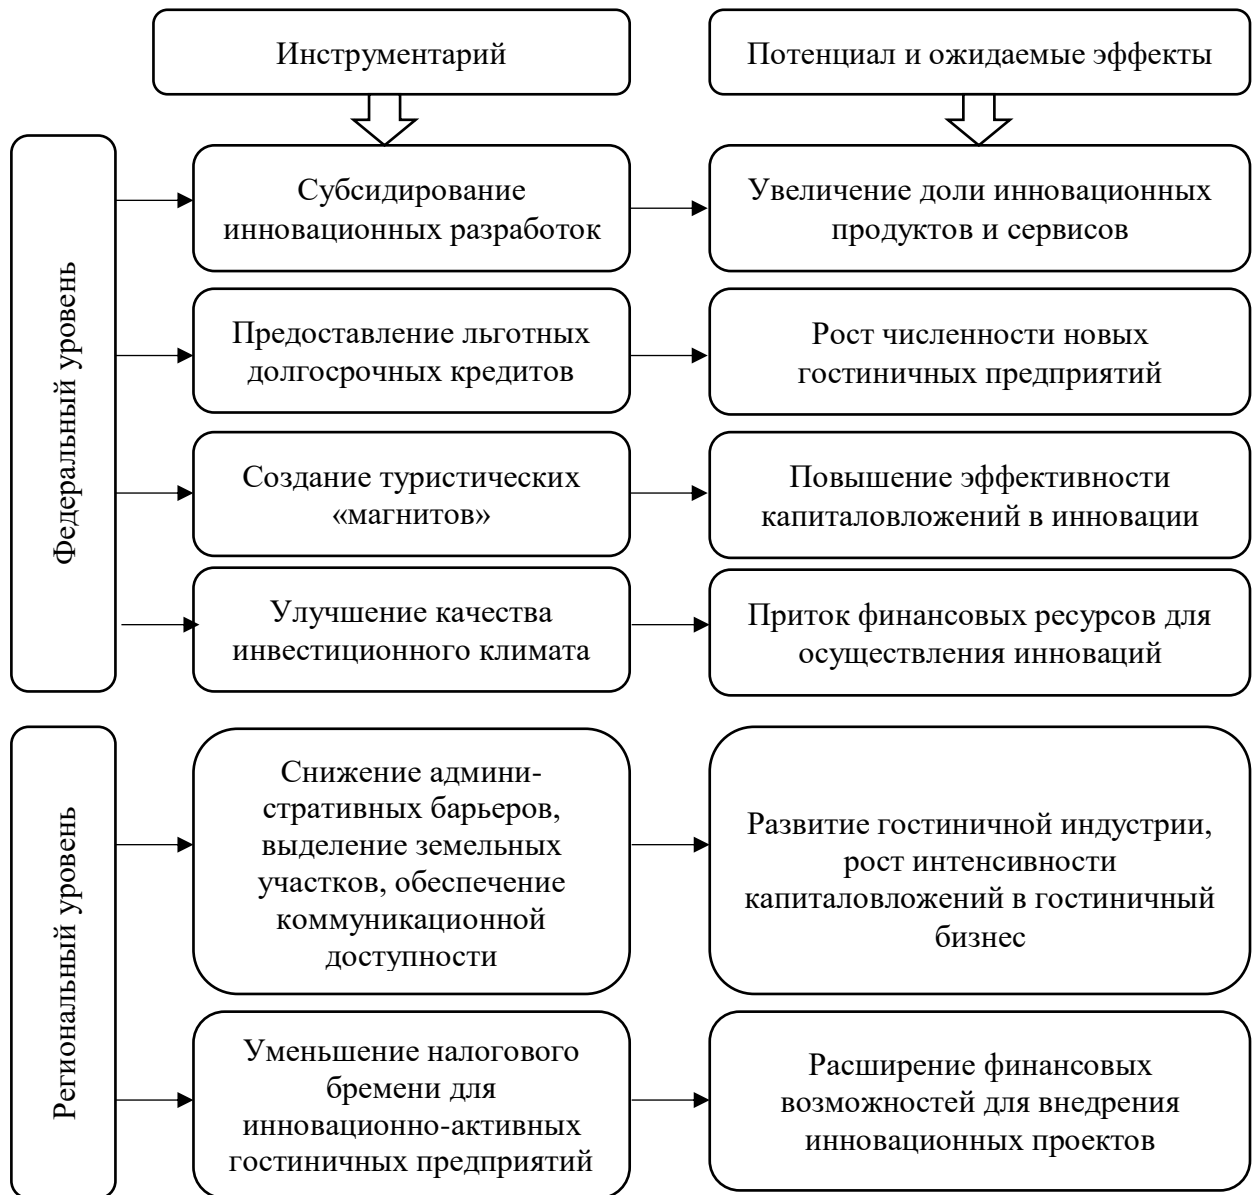 Инструментарий
Потенциал и ожидаемые эффекты
Федеральный уровень
Субсидирование
инновационных разработок
Увеличение доли инновационных
продуктов и сервисов
Предоставление льготных
долгосрочных кредитов
Рост численности новых
гостиничных предприятий
Создание туристических
«магнитов»
Повышение эффективности
капиталовложений в инновации
Улучшение качества
инвестиционного климата
Приток финансовых ресурсов для
осуществления инноваций
Региональный уровень
Снижение админи-
стративных барьеров,
выделение земельных
участков, обеспечение
коммуникационной
доступности
Развитие гостиничной индустрии,
рост интенсивности
капиталовложений в гостиничный
бизнес
Уменьшение налогового
бремени для
инновационно-активных
гостиничных предприятий
Расширение финансовых
возможностей для внедрения
инновационных проектов